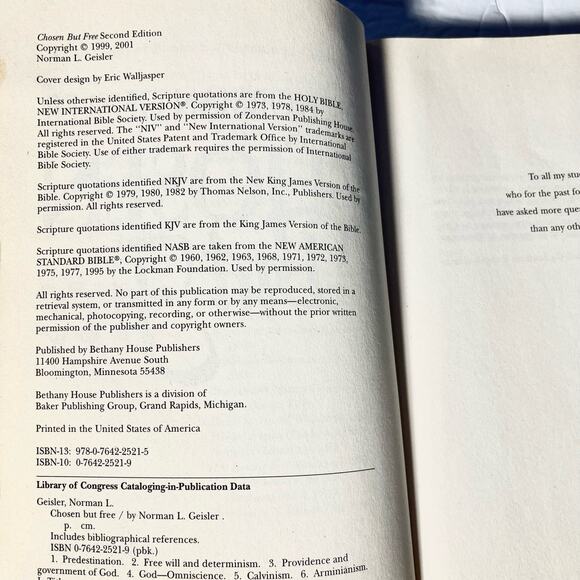 Chosen But Free Second Edition
Copyright © 1999, 2001
Norman L. Geisler
Cover design by Eric Walljasper
Unless otherwise identified, Scripture quotations are from the HOLY BIBLE,
NEW INTERNATIONAL VERSION®. Copyright © 1973, 1978, 1984 by
International Bible Society. Used by permission of Zondervan Publishing House.
All rights reserved. The “NIV” and “New International Version” trademarks are
registered in the United States Patent and Trademark Office by International
Bible Society. Use of either trademark requires the permission of International
Bible Society.
Scripture quotations identified NKJV are from the New King James Version of the
Bible. Copyright © 1979, 1980, 1982 by Thomas Nelson, Inc., Publishers. Used by
permission. All rights reserved.
Scripture quotations identified KJV are from the King James Version of the Bible.
Scripture quotations identified NASB are taken from the NEW AMERICAN
STANDARD BIBLE®, Copyright © 1960, 1962, 1963, 1968, 1971, 1972, 1973,
1975, 1977, 1995 by the Lockman Foundation. Used by permission.
All rights reserved. No part of this publication may be reproduced, stored in a
retrieval system, or transmitted in any form or by any means—electronic,
mechanical, photocopying, recording, or otherwise—without the prior written
permission of the publisher and copyright owners.
Published by Bethany House Publishers
11400 Hampshire Avenue South
Bloomington, Minnesota 55438
Bethany House Publishers is a division of
Baker Publishing Group, Grand Rapids, Michigan.
Printed in the United States of America
ISBN-13: 978-0-7642-2521-5
ISBN-10: 0-7642-2521-9
Library of Congress Cataloging-in-Publication Data
Geisler, Norman L.
Chosen but free / by Norman L. Geisler .
p. cm.
Includes bibliographical references.
ISBN 0-7642-2521-9 (pbk.)
1. Predestination. 2. Free will and determinism. 3. Providence and
government of God. 4. God—Omniscience. 5. Calvinism. 6. Arminianism.
To all my stu
who for the past fo
have asked more que
than any oth